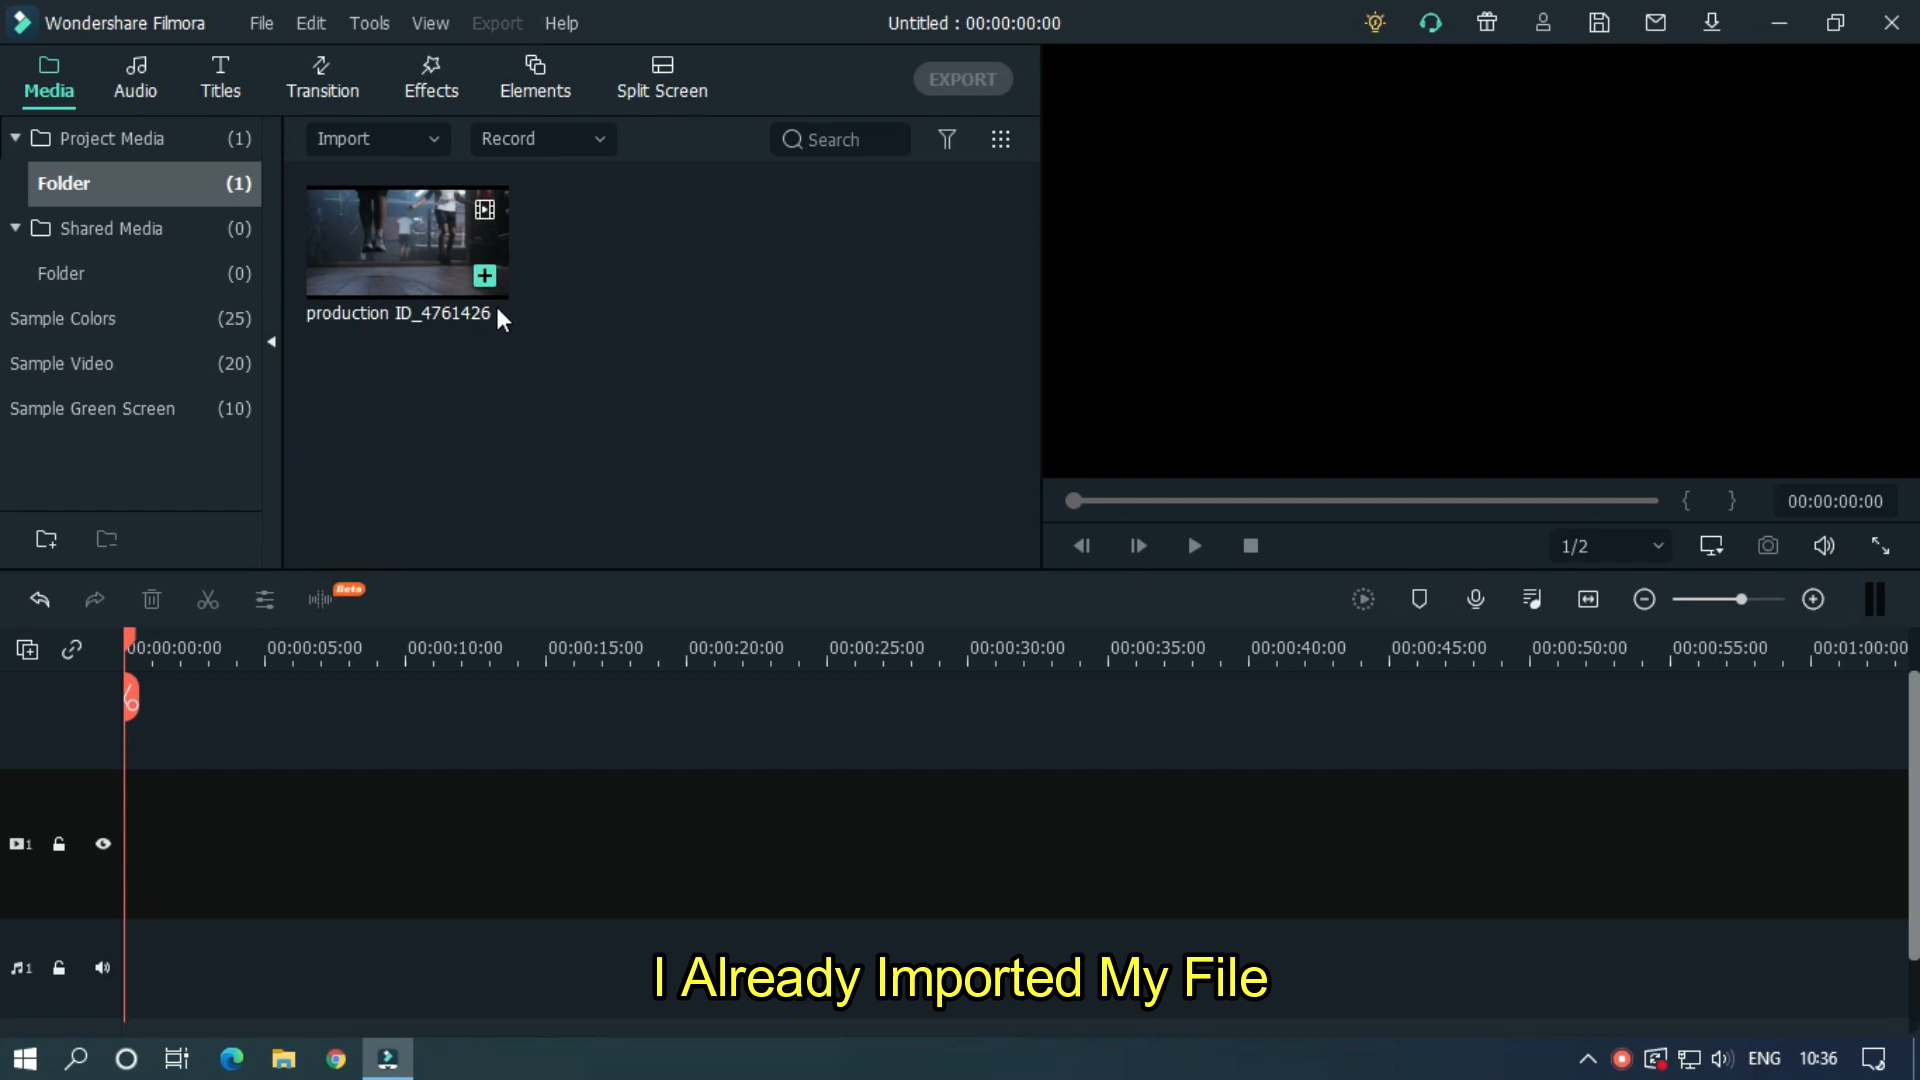 Wondershare Filmora File Edit Tools View Export Help Untitled : 00:00:00:00
Media Audio Titles Transition Effects Elements Split Screen EXPORT
Project Media (1)
Folder (1)
Shared Media (0)
Folder (0)
Sample Colors (25)
Sample Video (20)
Sample Green Screen (10)
Import Record Search
production ID_4761426
00:00:00:00
1/2
Beta
00:00:00:00 00:00:05:00 00:00:10:00 00:00:15:00 00:00:20:00 00:00:25:00 00:00:30:00 00:00:35:00 00:00:40:00 00:00:45:00 00:00:50:00 00:00:55:00 00:01:00:00
1
1
I Already Imported My File
ENG 10:36